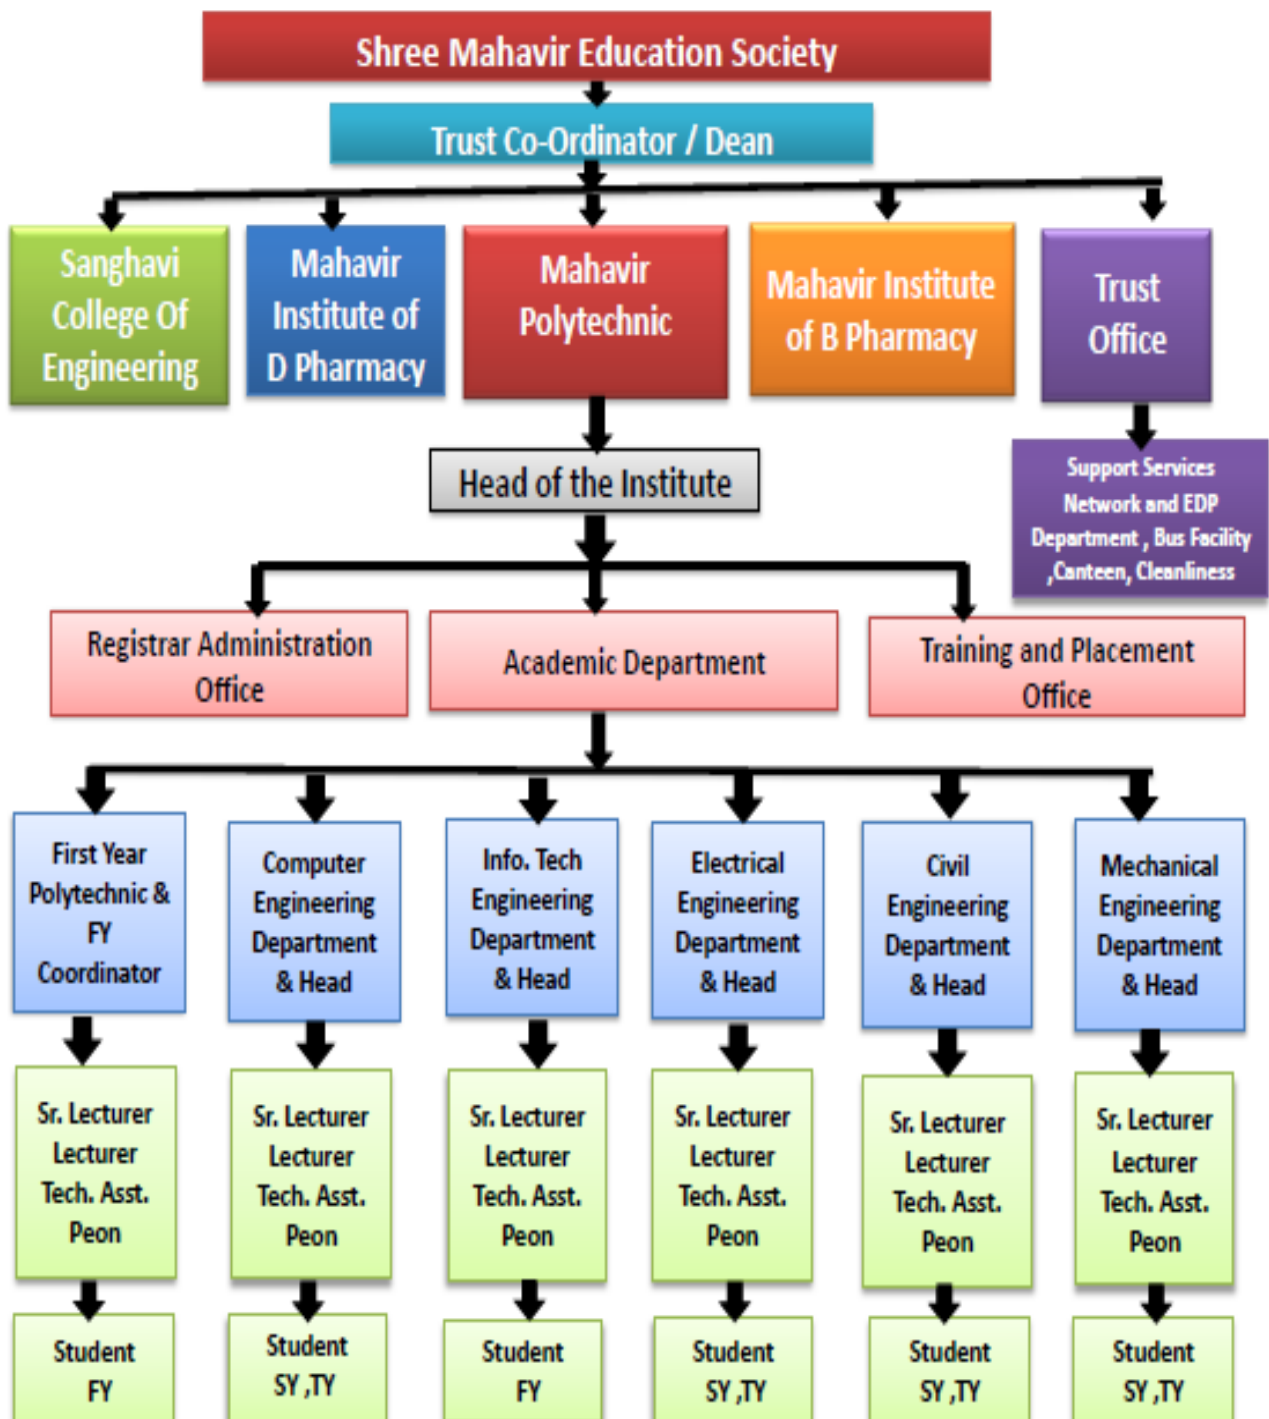 Shree Mahavir Education Society
Trust Co-Ordinator / Dean
Sanghavi
College Of
Engineering
Mahavir
Institute of
D Pharmacy
Mahavir
Polytechnic
Mahavir Institute
of B Pharmacy
Trust
Office
Head of the Institute
Support Services
Network and EDP
Department , Bus Facility
,Canteen, Cleanliness
Registrar Administration
Office
Academic Department
Training and Placement
Office
First Year
Polytechnic &
FY
Coordinator
Computer
Engineering
Department
& Head
Info. Tech
Engineering
Department
& Head
Electrical
Engineering
Department
& Head
Civil
Engineering
Department
& Head
Mechanical
Engineering
Department
& Head
Sr. Lecturer
Lecturer
Tech. Asst.
Peon
Sr. Lecturer
Lecturer
Tech. Asst.
Peon
Sr. Lecturer
Lecturer
Tech. Asst.
Peon
Sr. Lecturer
Lecturer
Tech. Asst.
Peon
Sr. Lecturer
Lecturer
Tech. Asst.
Peon
Sr. Lecturer
Lecturer
Tech. Asst.
Peon
Student
FY
Student
SY ,TY
Student
FY
Student
SY ,TY
Student
SY ,TY
Student
SY ,TY